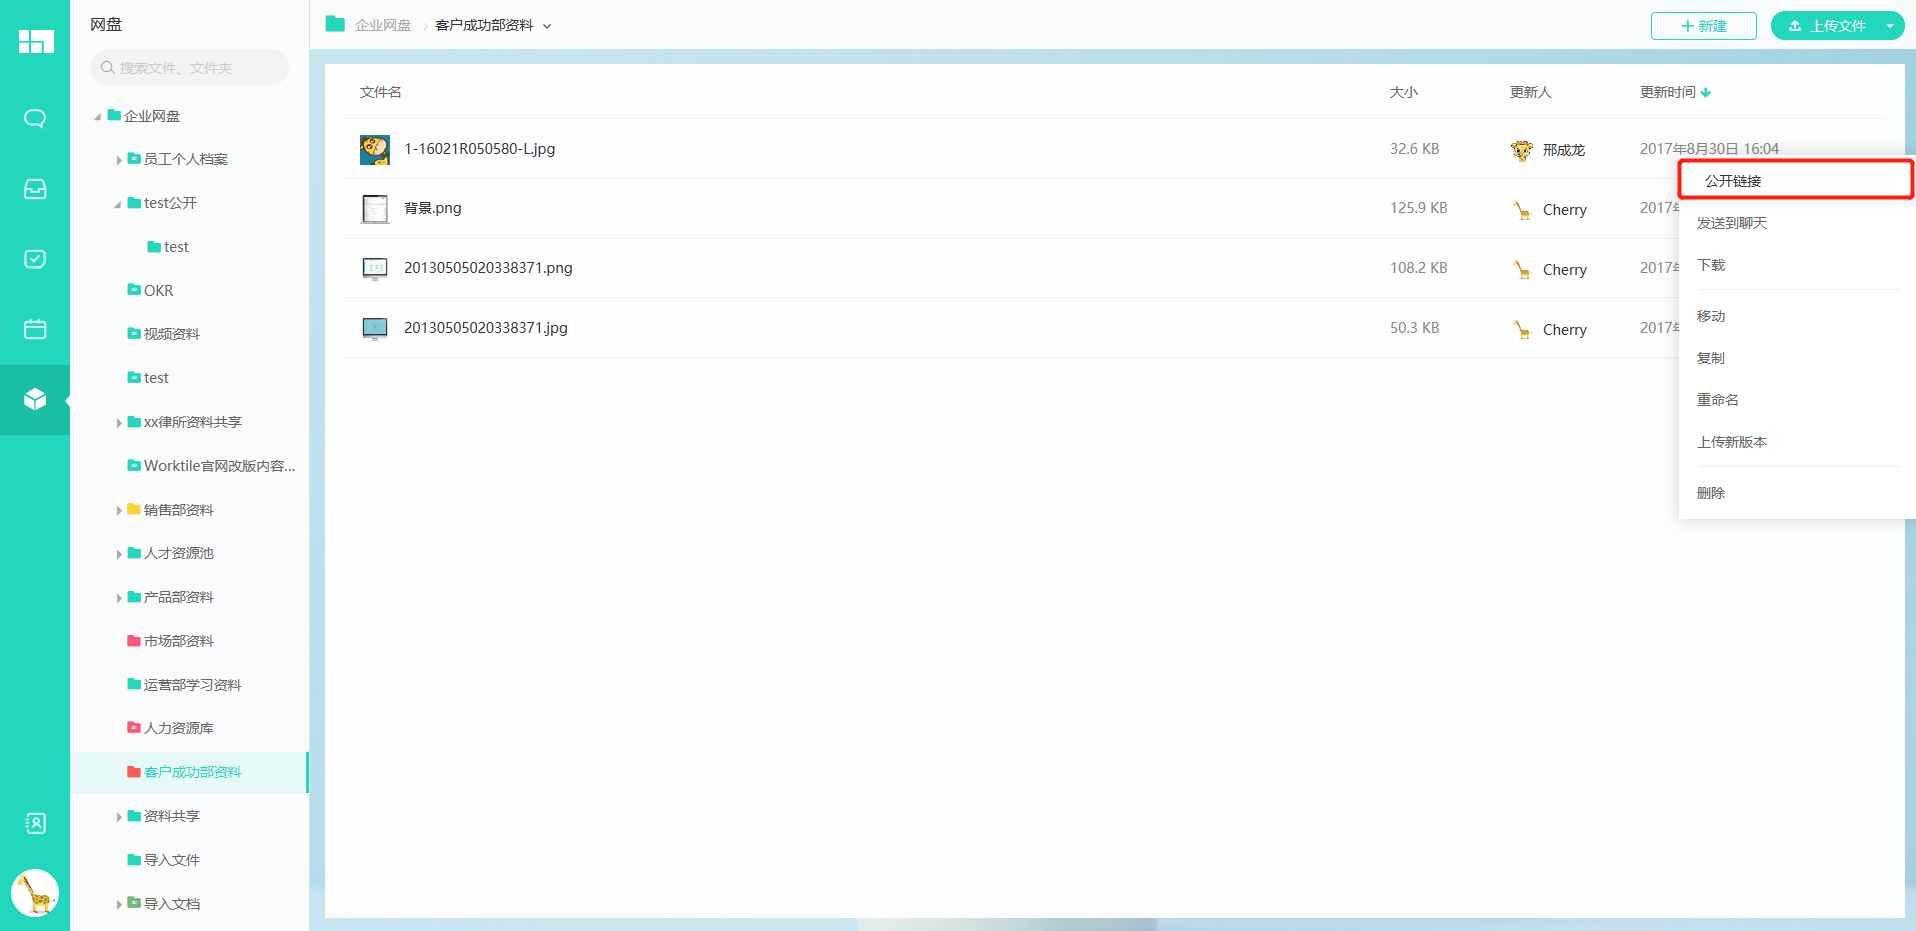 网盘
搜索文件、文件夹
企业网盘
员工个人档案
test公开
test
OKR
视频资料
test
xx律所资料共享
Worktile官网改版内容...
销售部资料
人才资源池
产品部资料
市场部资料
运营部学习资料
人力资源库
客户成功部资料
资料共享
导入文件
导入文档
企业网盘 客户成功部资料
新建
上传文件
文件名 大小 更新人 更新时间
1-16021R050580-L.jpg 32.6 KB 邢成龙 2017年8月30日 16:04
背景.png 125.9 KB Cherry 2017年
20130505020338371.png 108.2 KB Cherry 2017年
20130505020338371.jpg 50.3 KB Cherry 2017年
公开链接
发送到聊天
下载
移动
复制
重命名
上传新版本
删除